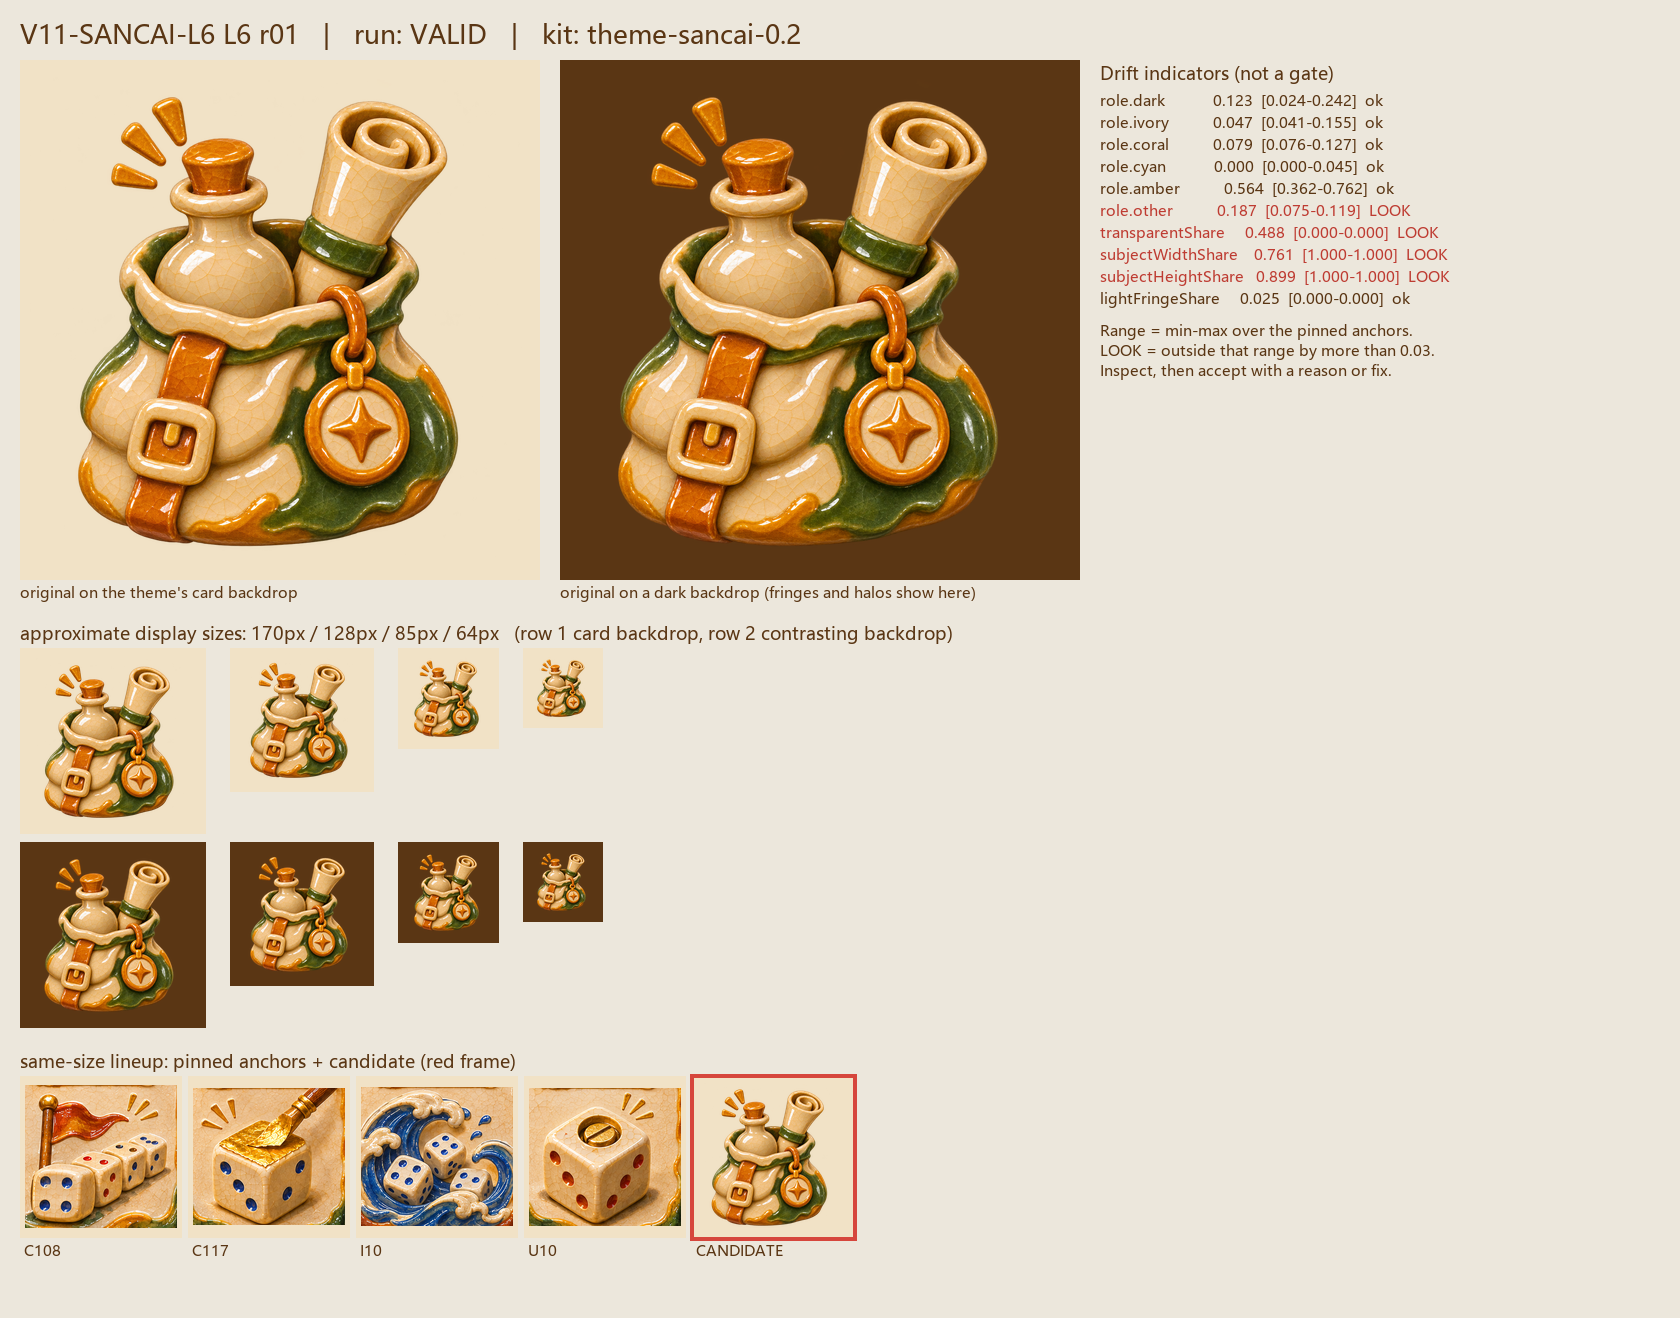 V11-SANCAI-L6 L6 r01 | run: VALID | kit: theme-sancai-0.2
Drift indicators (not a gate)
role.dark 0.123 [0.024-0.242] ok
role.ivory 0.047 [0.041-0.155] ok
role.coral 0.079 [0.076-0.127] ok
role.cyan 0.000 [0.000-0.045] ok
role.amber 0.564 [0.362-0.762] ok
role.other 0.187 [0.075-0.119] LOOK
transparentShare 0.488 [0.000-0.000] LOOK
subjectWidthShare 0.761 [1.000-1.000] LOOK
subjectHeightShare 0.899 [1.000-1.000] LOOK
lightFringeShare 0.025 [0.000-0.000] ok
Range = min-max over the pinned anchors.
LOOK = outside that range by more than 0.03.
Inspect, then accept with a reason or fix.
original on the theme's card backdrop
original on a dark backdrop (fringes and halos show here)
approximate display sizes: 170px / 128px / 85px / 64px (row 1 card backdrop, row 2 contrasting backdrop)
same-size lineup: pinned anchors + candidate (red frame)
C108
C117
I10
U10
CANDIDATE